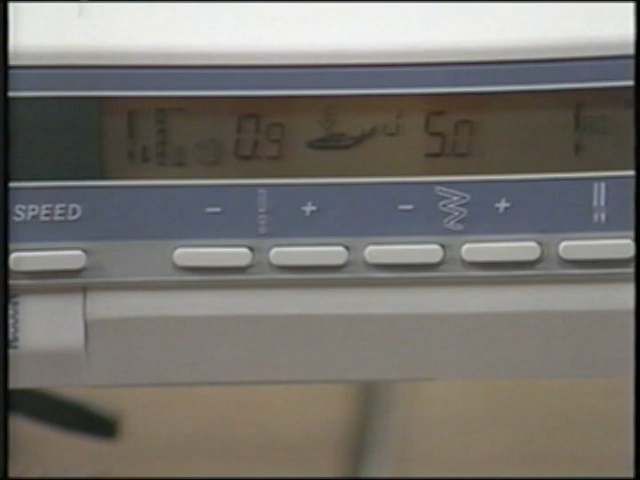 0.9 5.0
SPEED - + - +